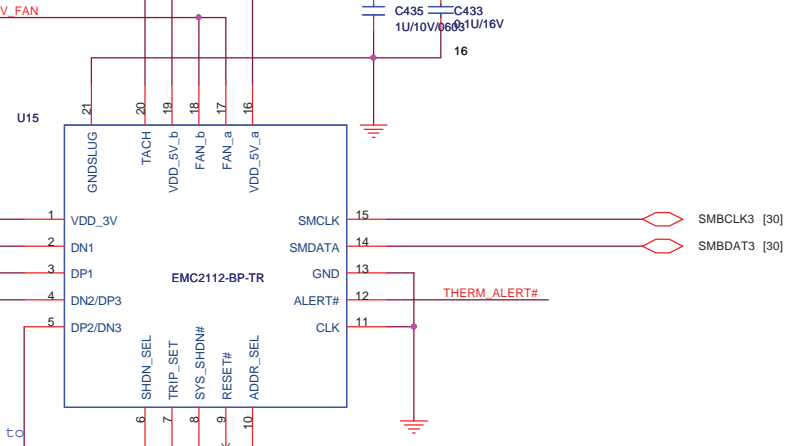 V_FAN
C435
C433
1U/10V/0603
0.1U/16V
16
U15
21
20
19
18
17
16
GNDSLUG
TACH
VDD_5V_b
FAN_b
FAN_a
VDD_5V_a
1 VDD_3V
SMCLK 15
SMBCLK3 [30]
2 DN1
SMDATA 14
SMBDAT3 [30]
3 DP1
EMC2112-BP-TR
GND 13
4 DN2/DP3
ALERT# 12
THERM_ALERT#
5 DP2/DN3
CLK 11
SHDN_SEL
TRIP_SET
SYS_SHDN#
RESET#
ADDR_SEL
6
7
8
9
10
to